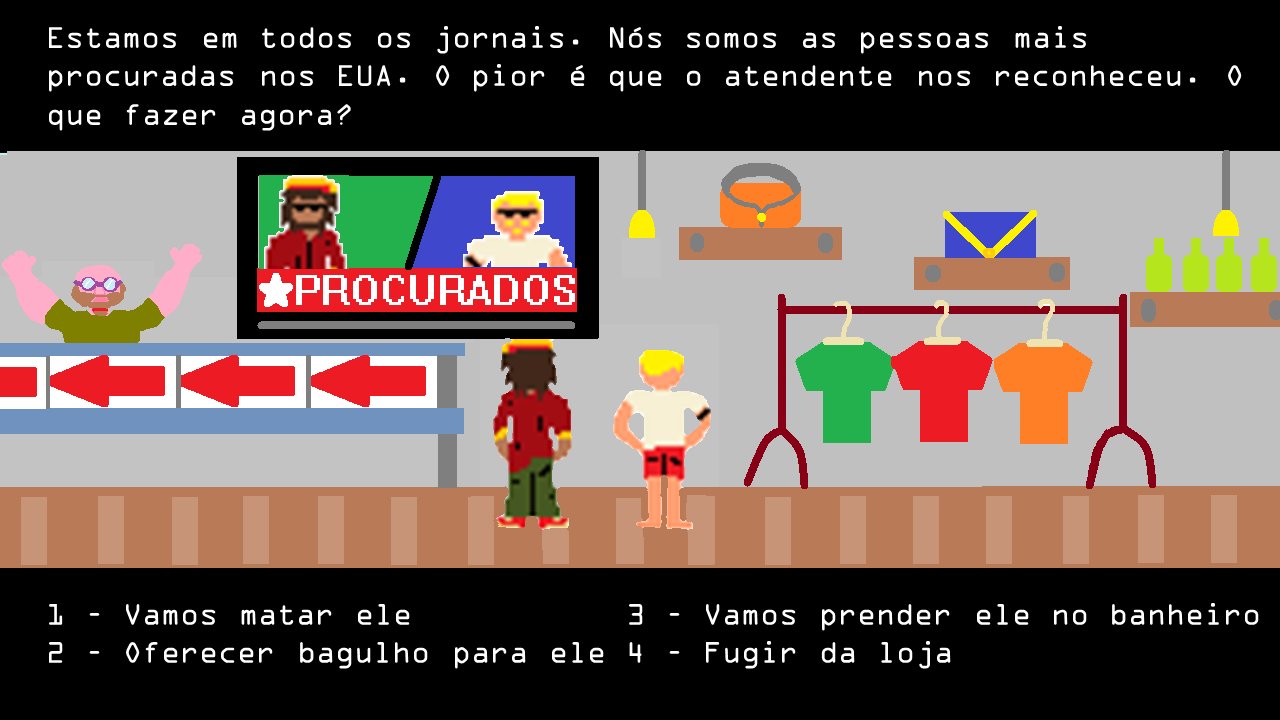 Estamos em todos os jornais. Nós somos as pessoas mais
procuradas nos EUA. O pior é que o atendente nos reconheceu. O
que fazer agora?
PROCURADOS
1 - Vamos matar ele
2 - Oferecer bagulho para ele
3 - Vamos prender ele no banheiro
4 - Fugir da loja